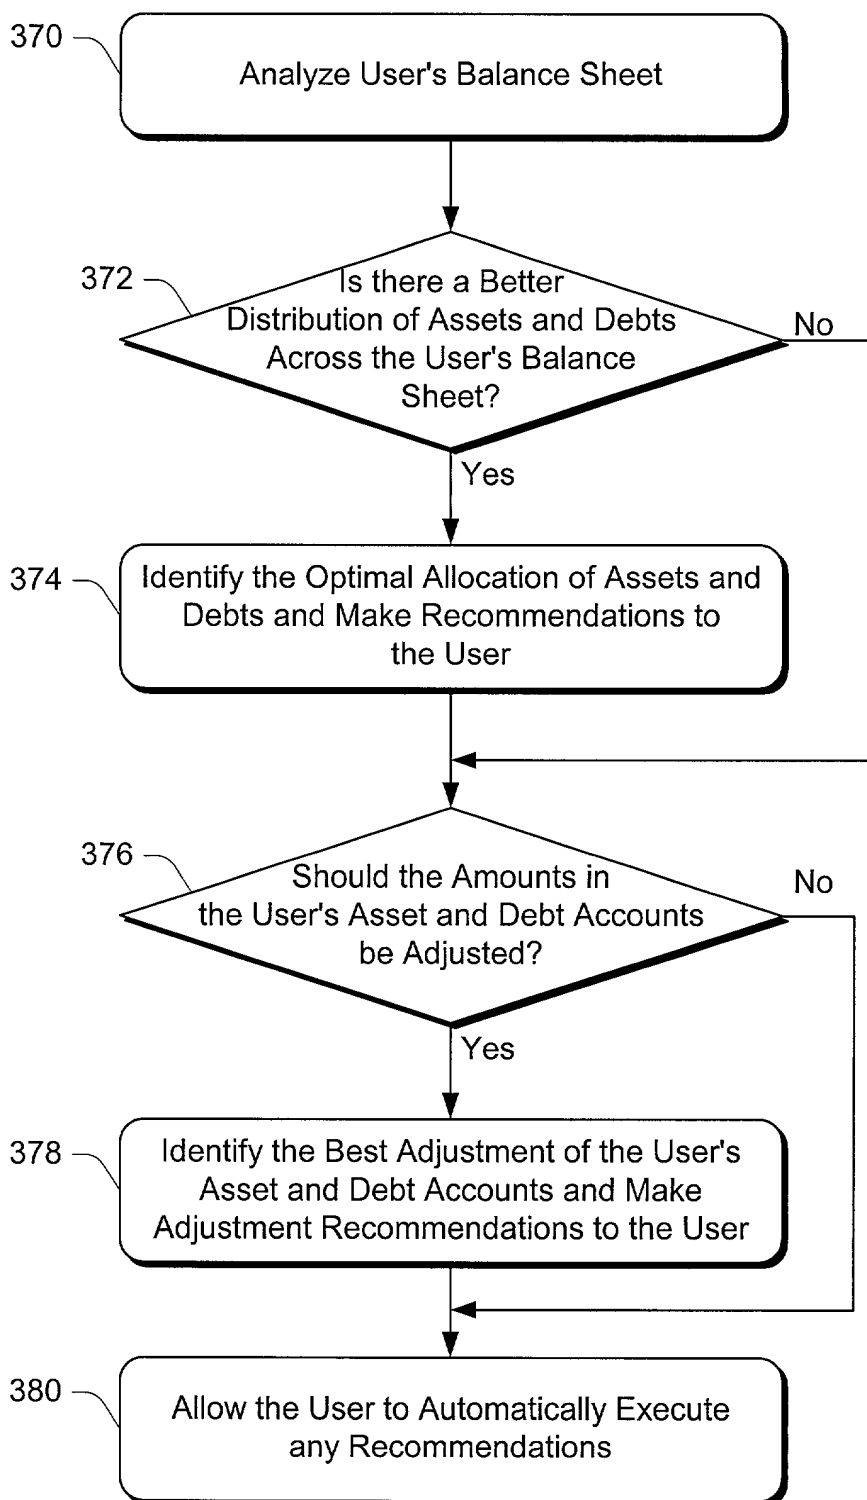 370
Analyze User's Balance Sheet
372
Is there a Better
Distribution of Assets and Debts
Across the User's Balance
Sheet?
No
Yes
374
Identify the Optimal Allocation of Assets and
Debts and Make Recommendations to
the User
376
Should the Amounts in
the User's Asset and Debt Accounts
be Adjusted?
No
Yes
378
Identify the Best Adjustment of the User's
Asset and Debt Accounts and Make
Adjustment Recommendations to the User
380
Allow the User to Automatically Execute
any Recommendations